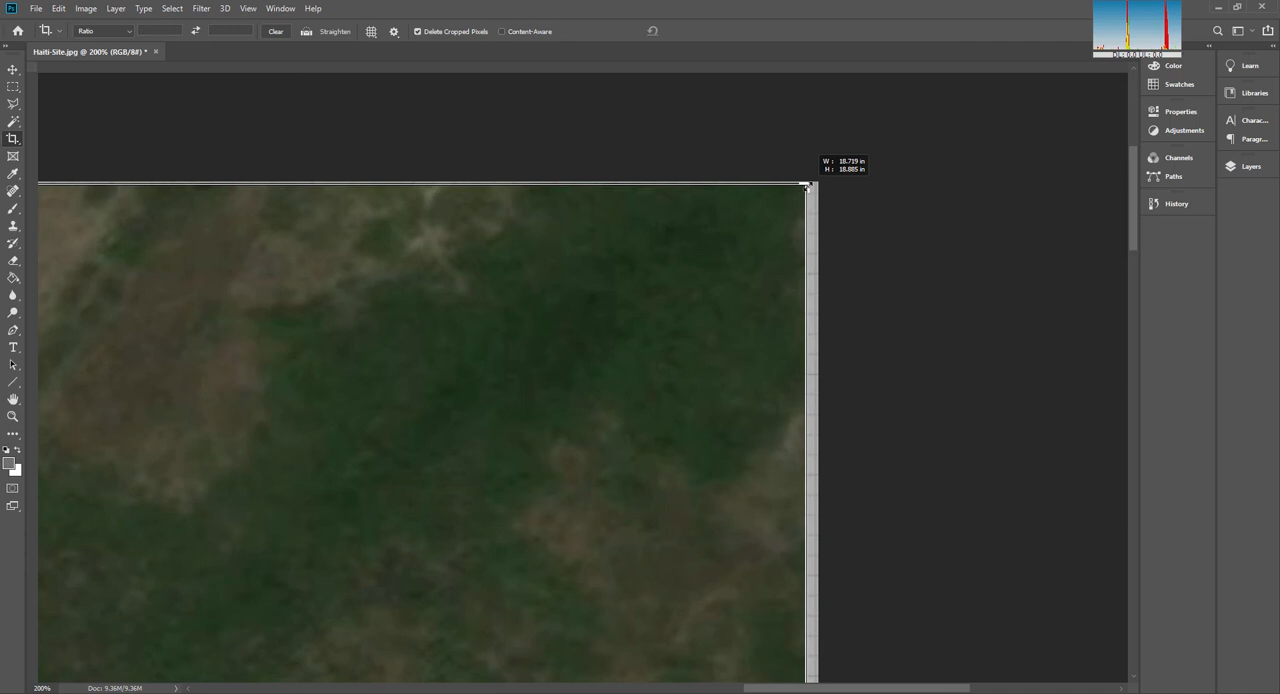 Ps File Edit Image Layer Type Select Filter 3D View Window Help
Ratio Clear Straighten Delete Cropped Pixels Content-Aware
Haiti-Site.jpg @ 200% (RGB/8#) * ×
Color Learn
Swatches Libraries
Properties Charac...
Adjustments Paragr...
Channels Layers
Paths
History
W : 18.719 in
H : 18.885 in
200% Doc: 9.36M/9.36M